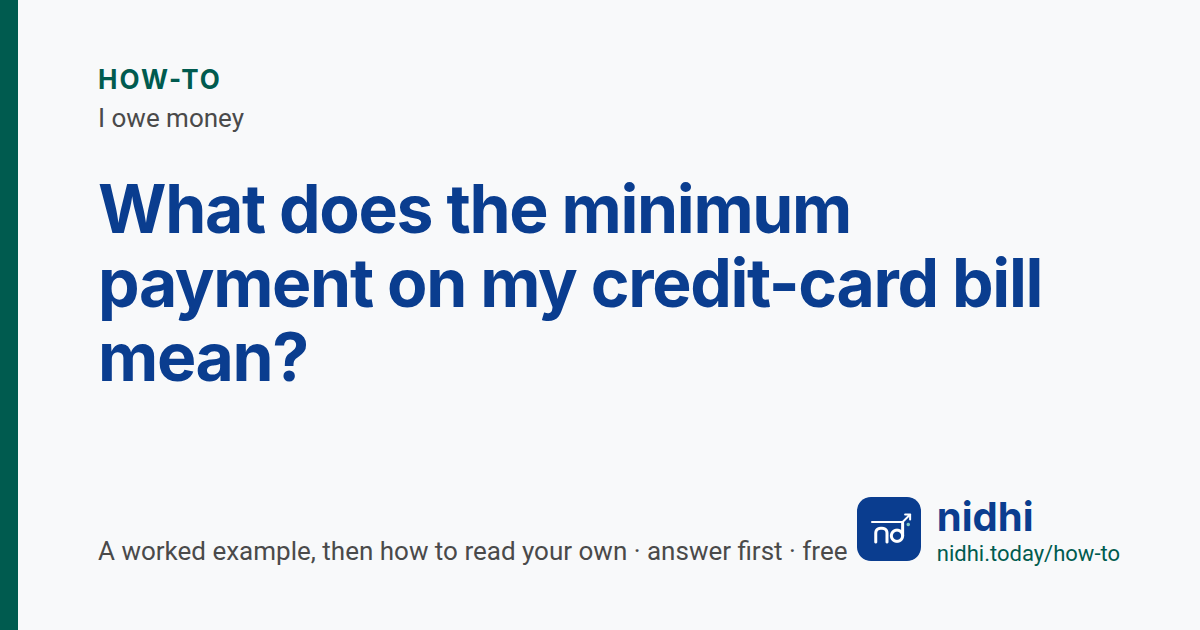 HOW-TO
I owe money
What does the minimum
payment on my credit-card bill
mean?
A worked example, then how to read your own · answer first · free
nd
nidhi
nidhi.today/how-to